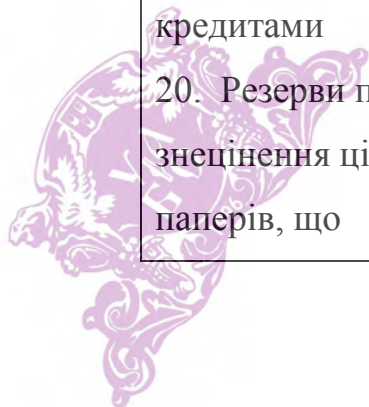 кредитами
20. Резерви п
знецінення ці
паперів, що